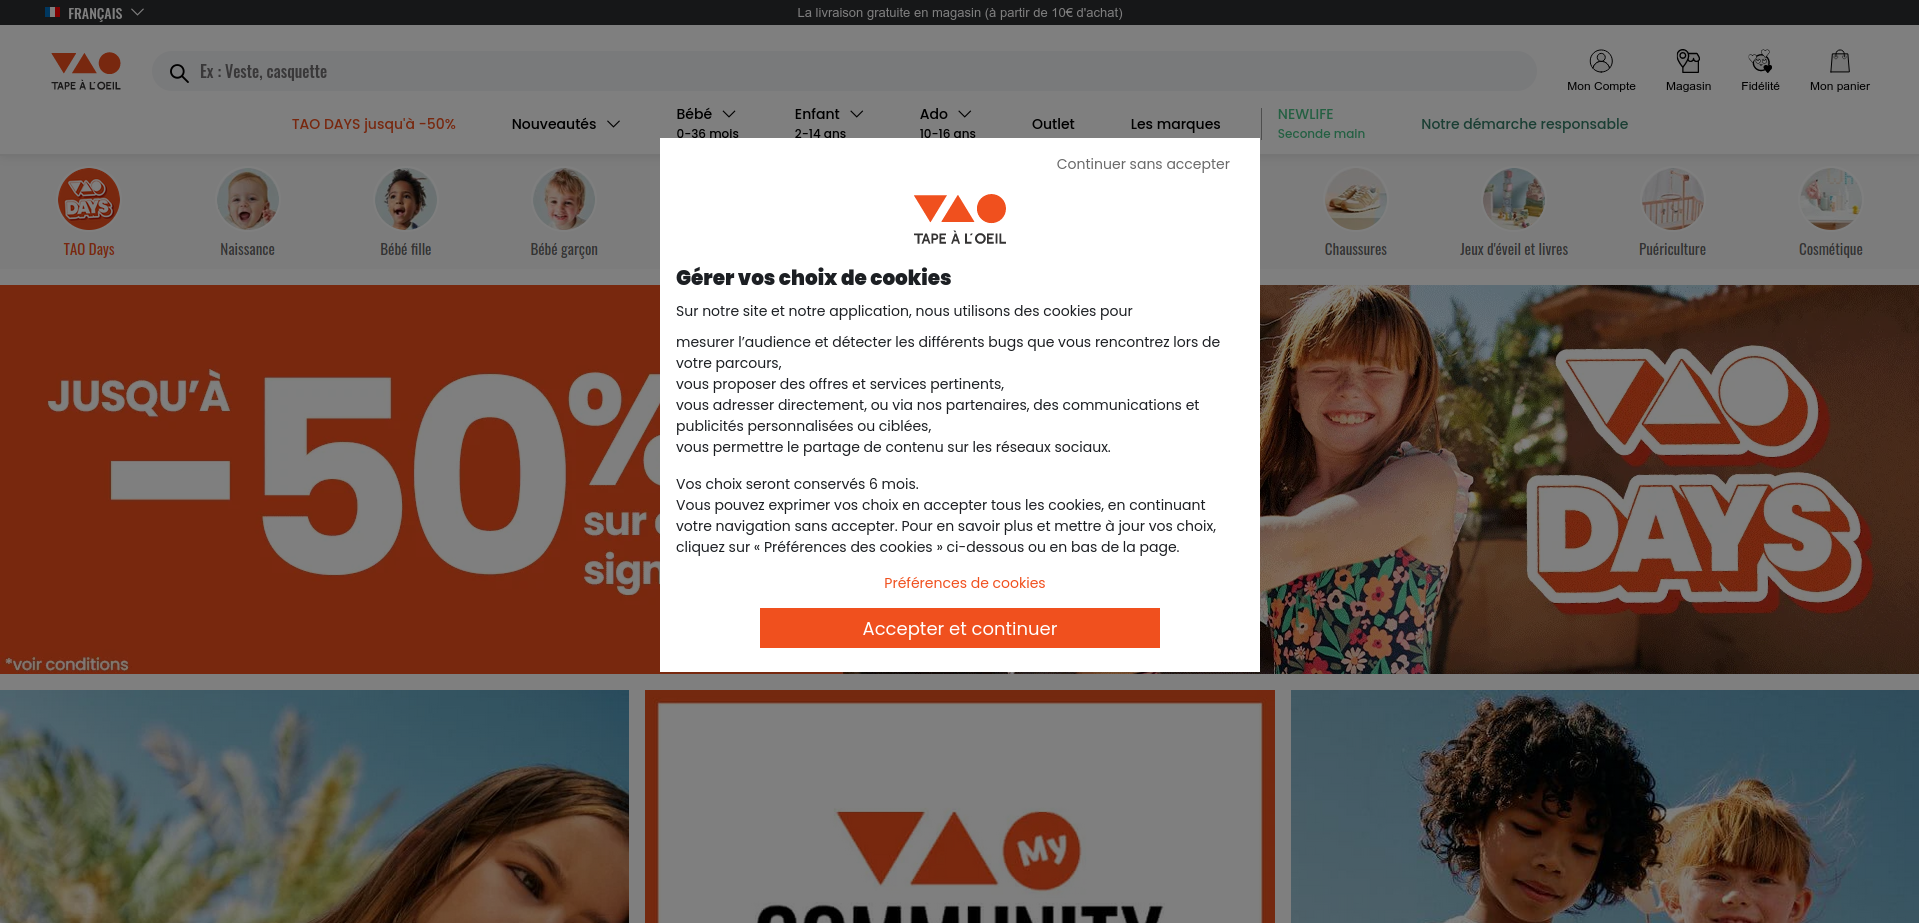 FRANÇAIS
La livraison gratuite en magasin (à partir de 10€ d'achat)
TAO
TAPE À L'OEIL
Ex : Veste, casquette
Mon Compte
Magasin
Fidélité
Mon panier
TAO DAYS jusqu'à -50%
Nouveautés
Bébé
0-36 mois
Enfant
2-14 ans
Ado
10-16 ans
Outlet
Les marques
NEWLIFE
Seconde main
Notre démarche responsable
TAO DAYS
TAO Days
Naissance
Bébé fille
Bébé garçon
Chaussures
Jeux d'éveil et livres
Puériculture
Cosmétique
Continuer sans accepter
TAO
TAPE À L'OEIL
Gérer vos choix de cookies
Sur notre site et notre application, nous utilisons des cookies pour
mesurer l’audience et détecter les différents bugs que vous rencontrez lors de
votre parcours,
vous proposer des offres et services pertinents,
vous adresser directement, ou via nos partenaires, des communications et
publicités personnalisées ou ciblées,
vous permettre le partage de contenu sur les réseaux sociaux.
Vos choix seront conservés 6 mois.
Vous pouvez exprimer vos choix en accepter tous les cookies, en continuant
votre navigation sans accepter. Pour en savoir plus et mettre à jour vos choix,
cliquez sur « Préférences des cookies » ci-dessous ou en bas de la page.
Préférences de cookies
Accepter et continuer
JUSQU’À
-50%
sur
sign
*voir conditions
TAO
DAYS
TAO My
COMMUNITY